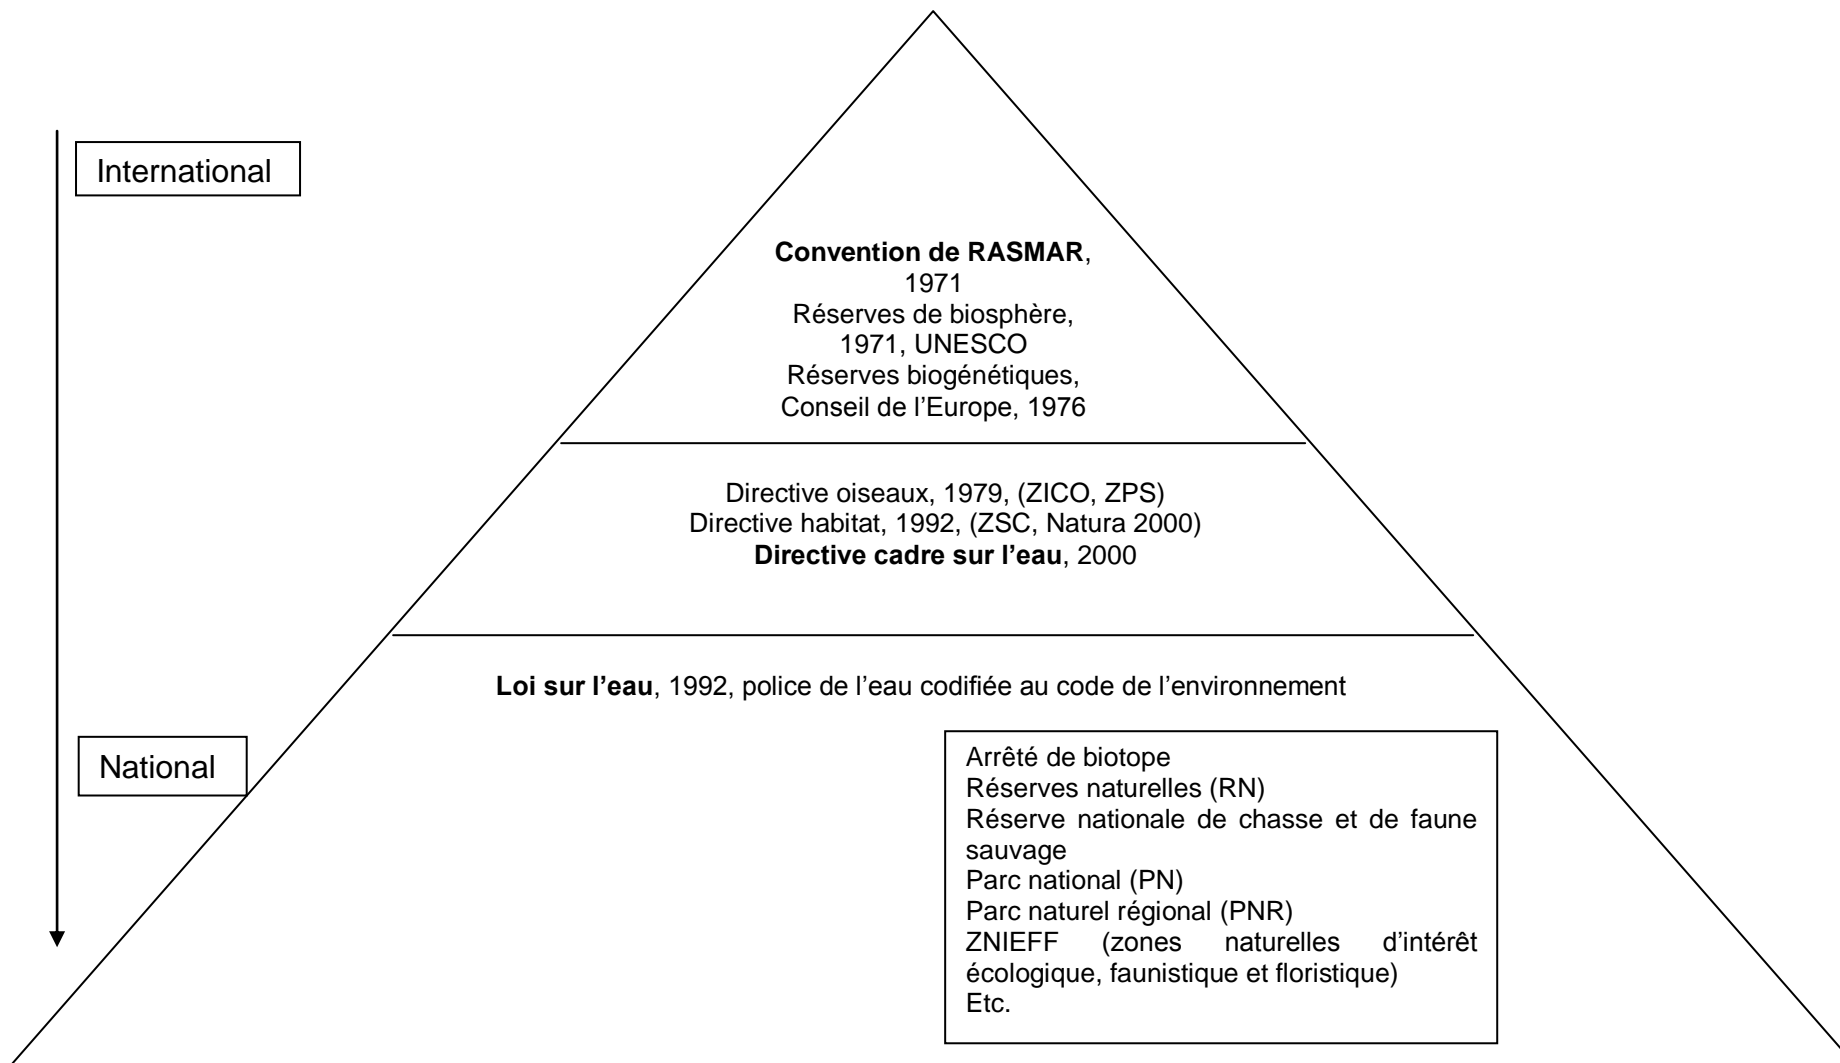 International
Convention de RASMAR,
1971
Réserves de biosphère,
1971, UNESCO
Réserves biogénétiques,
Conseil de l’Europe, 1976
Directive oiseaux, 1979, (ZICO, ZPS)
Directive habitat, 1992, (ZSC, Natura 2000)
Directive cadre sur l’eau, 2000
Loi sur l’eau, 1992, police de l’eau codifiée au code de l’environnement
National
Arrêté de biotope
Réserves naturelles (RN)
Réserve nationale de chasse et de faune
sauvage
Parc national (PN)
Parc naturel régional (PNR)
ZNIEFF (zones naturelles d’intérêt
écologique, faunistique et floristique)
Etc.